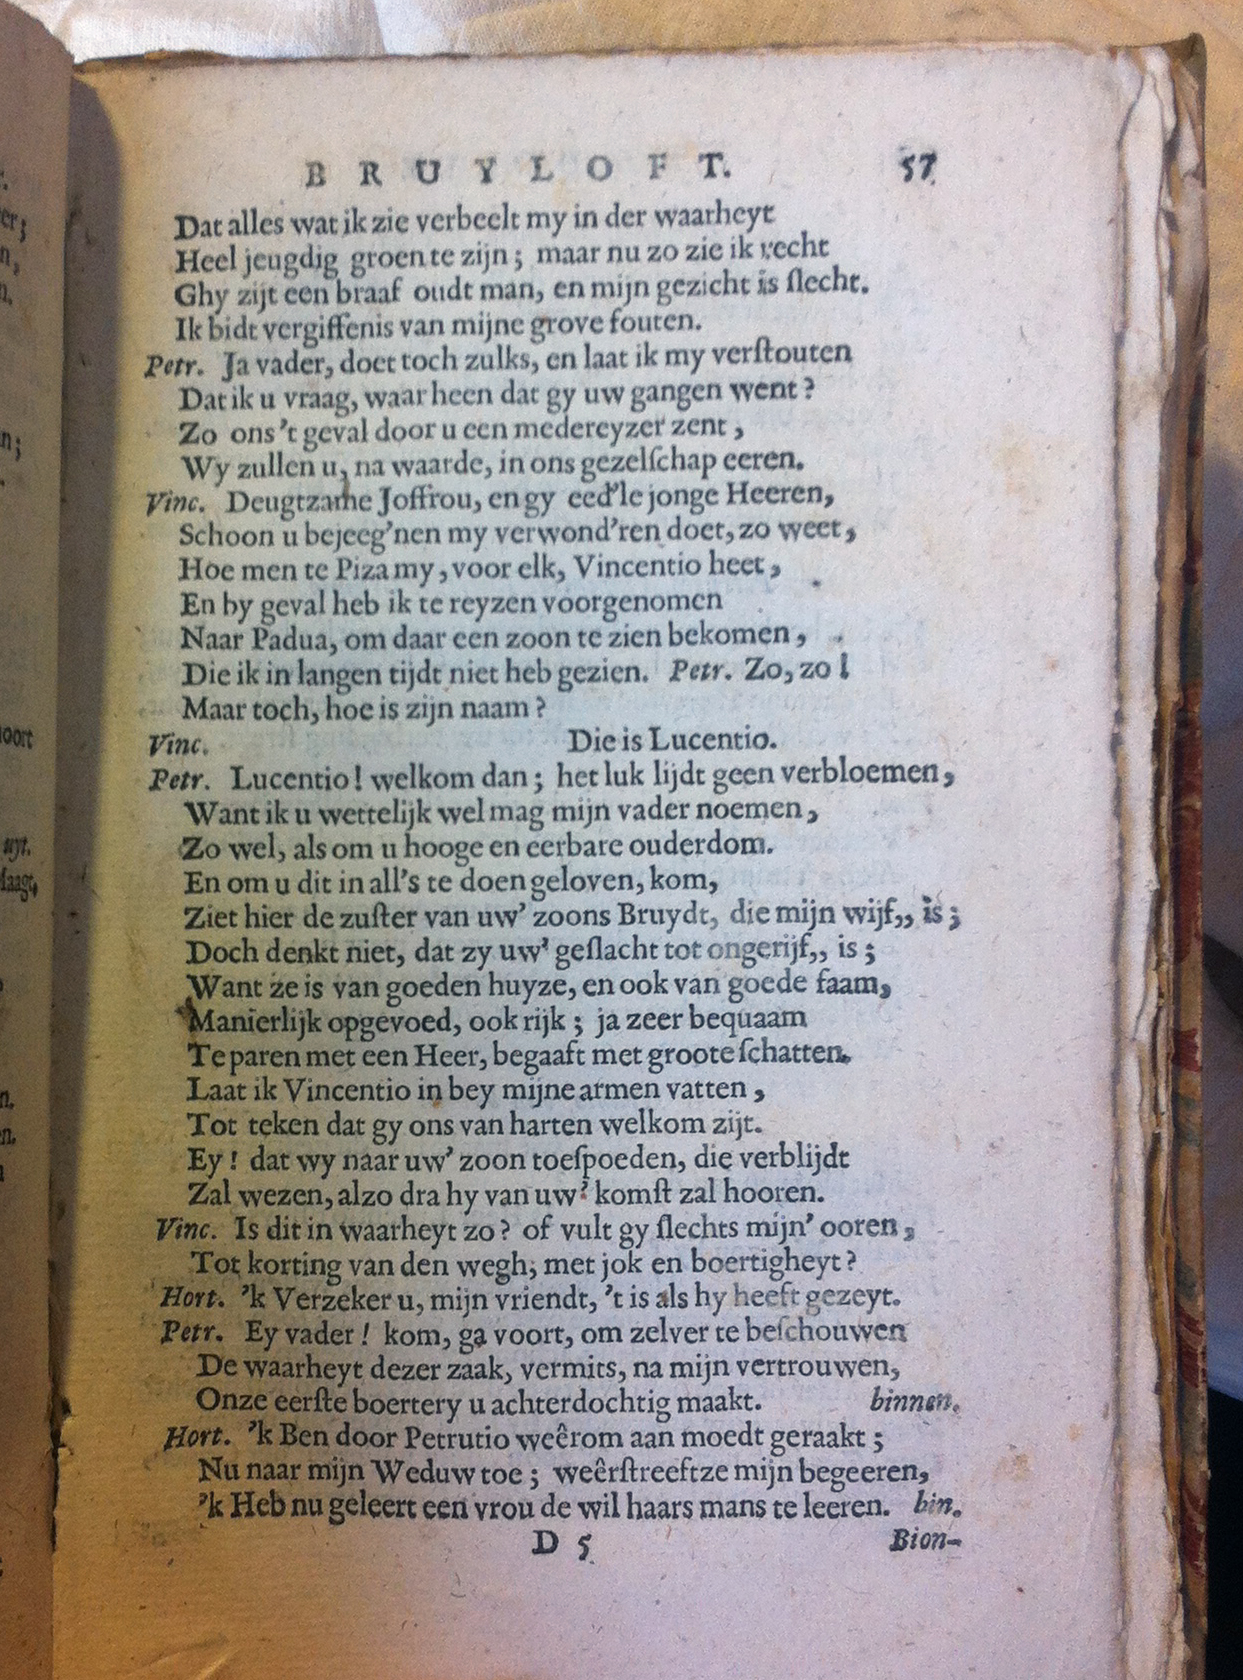 BRUYLOFT. 57
Dat alles wat ik zie verbeelt my in der waarheyt
Heel jeugdig groen te zijn; maar nu zo zie ik recht
Ghy zijt een braaf oudt man, en mijn gezicht is ſlecht.
Ik bidt vergiffenis van mijne grove fouten.
Petr. Ja vader, doet toch zulks, en laat ik my verſtouten
Dat ik u vraag, waar heen dat gy uw gangen went?
Zo ons 't geval door u een medereyzer zent,
Wy zullen u, na waarde, in ons gezelſchap eeren.
Vinc. Deugtzame Joffrou, en gy eed'le jonge Heeren,
Schoon u bejeeg'nen my verwond'ren doet, zo weet,
Hoe men te Piza my, voor elk, Vincentio heet,
En by geval heb ik te reyzen voorgenomen
Naar Padua, om daar een zoon te zien bekomen,
Die ik in langen tijdt niet heb gezien. Petr. Zo, zo!
Maar toch, hoe is zijn naam?
Vinc. Die is Lucentio.
Petr. Lucentio! welkom dan; het luk lijdt geen verbloemen,
Want ik u wettelijk wel mag mijn vader noemen,
Zo wel, als om u hooge en eerbare ouderdom.
En om u dit in all's te doen geloven, kom,
Ziet hier de zuſter van uw' zoons Bruydt, die mijn wijf,, is;
Doch denkt niet, dat zy uw' geſlacht tot ongerijf,, is;
Want ze is van goeden huyze, en ook van goede faam,
Manierlijk opgevoed, ook rijk; ja zeer bequaam
Te paren met een Heer, begaaft met groote ſchatten.
Laat ik Vincentio in bey mijne armen vatten,
Tot teken dat gy ons van harten welkom zijt.
Ey! dat wy naar uw' zoon toeſpoeden, die verblijdt
Zal wezen, alzo dra hy van uw' komſt zal hooren.
Vinc. Is dit in waarheyt zo? of vult gy ſlechts mijn' ooren,
Tot korting van den wegh, met jok en boertigheyt?
Hort. 'k Verzeker u, mijn vriendt, 't is als hy heeft gezeyt.
Petr. Ey vader! kom, ga voort, om zelver te beſchouwen
De waarheyt dezer zaak, vermits, na mijn vertrouwen,
Onze eerſte boertery u achterdochtig maakt. binnen.
Hort. 'k Ben door Petrutio weêrom aan moedt geraakt;
Nu naar mijn Weduw toe; weêrſtreeft ze mijn begeeren,
'k Heb nu geleert een vrou de wil haars mans te leeren. bin.
D 5 Bion-